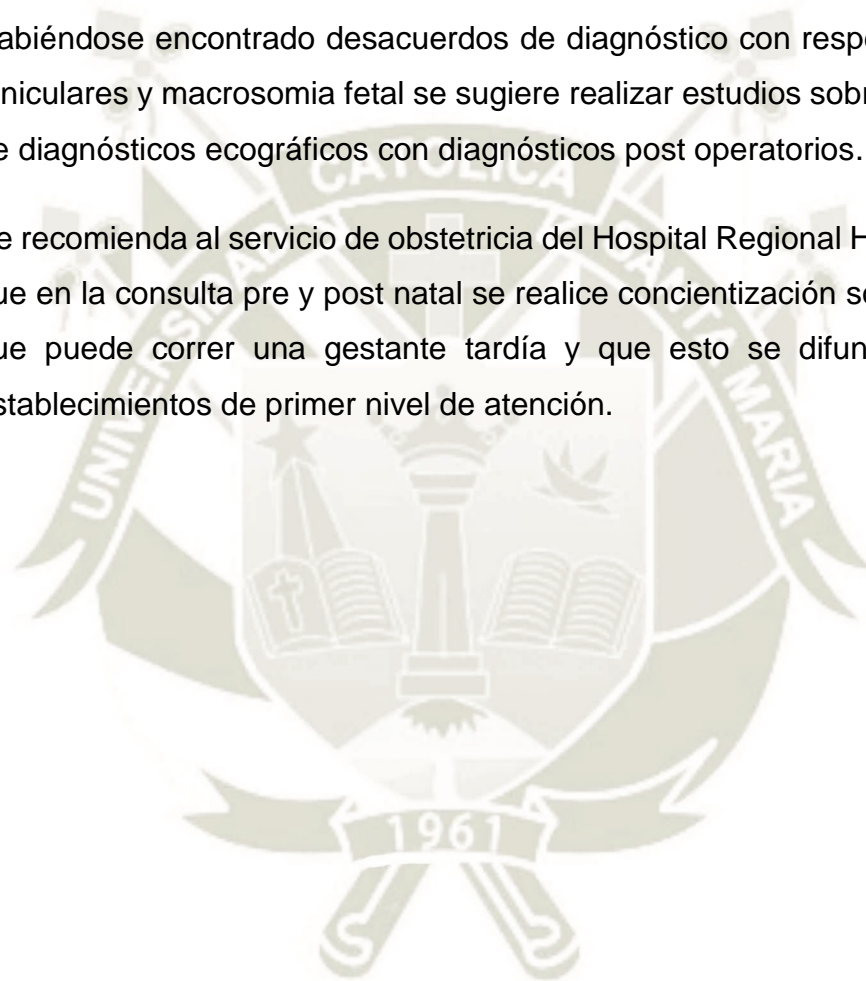 abiéndose encontrado desacuerdos de diagnóstico con resp
niculares y macrosomia fetal se sugiere realizar estudios sob
e diagnósticos ecográficos con diagnósticos post operatorios.
e recomienda al servicio de obstetricia del Hospital Regional H
ue en la consulta pre y post natal se realice concientización s
ue puede correr una gestante tardía y que esto se difun
stablecimientos de primer nivel de atención.
UNIVERSIDAD CATOLICA SANTA MARIA
1961